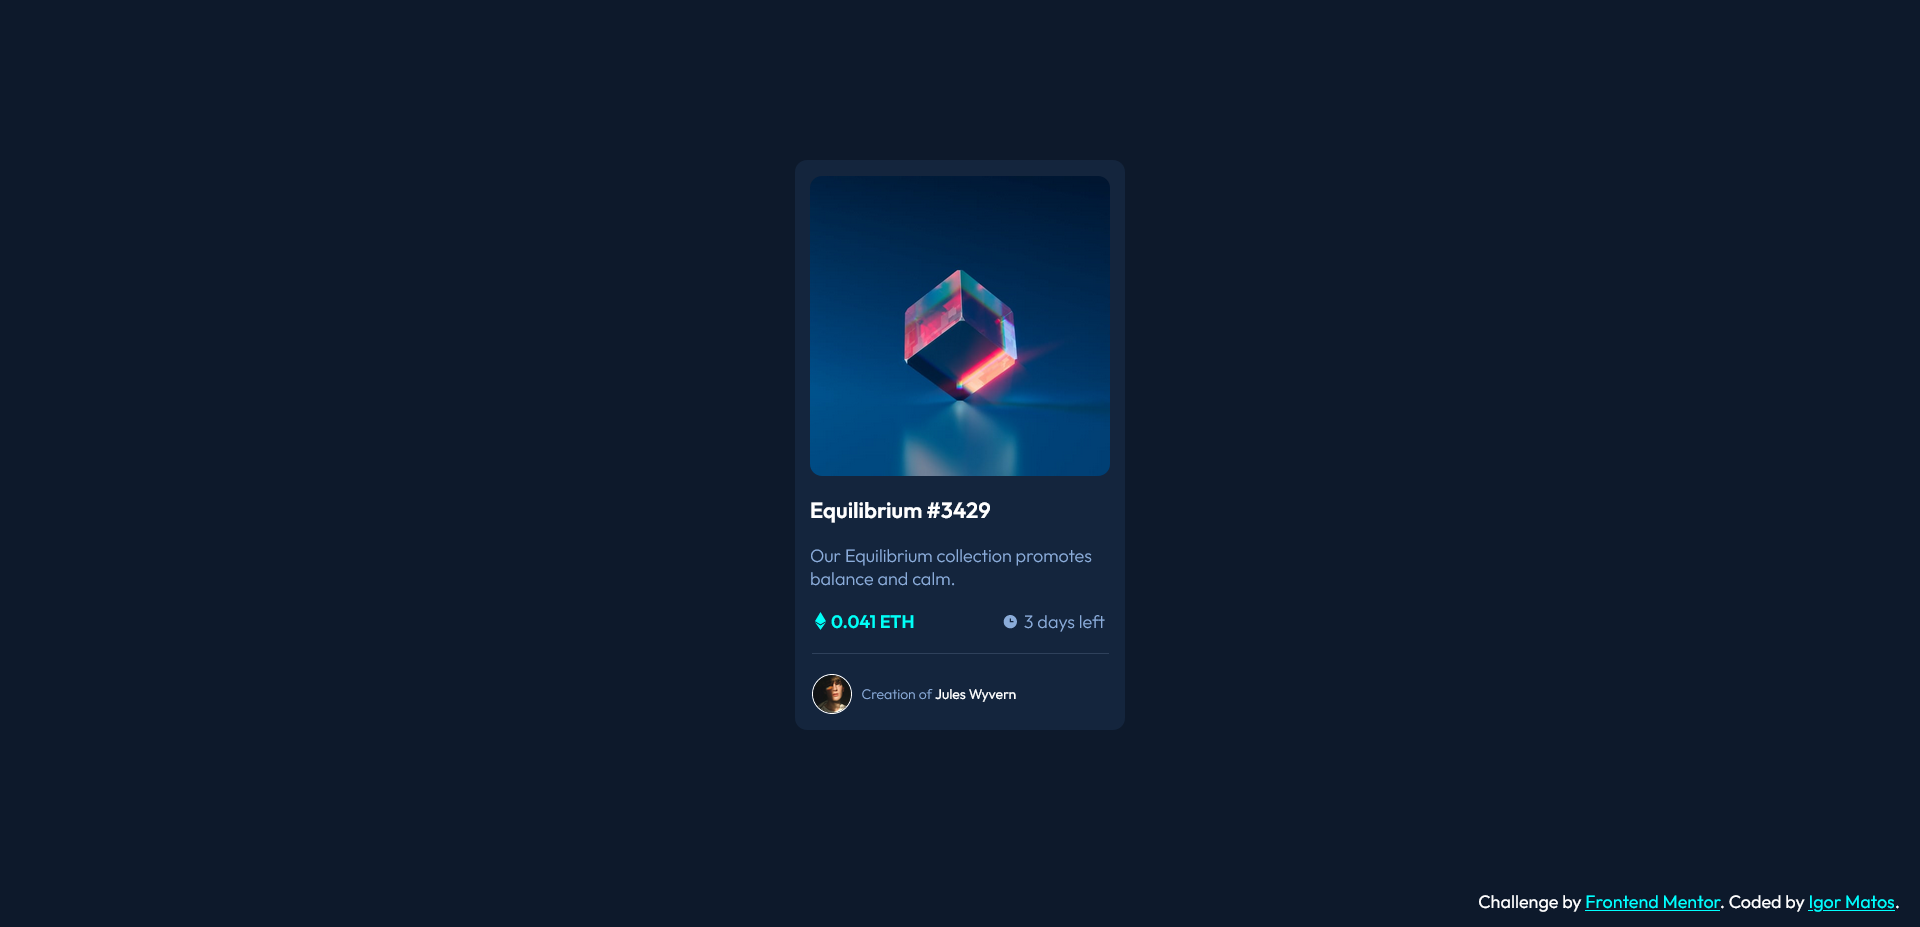 Equilibrium #3429
Our Equilibrium collection promotes
balance and calm.
0.041 ETH
3 days left
Creation of Jules Wyvern
Challenge by Frontend Mentor. Coded by Igor Matos.